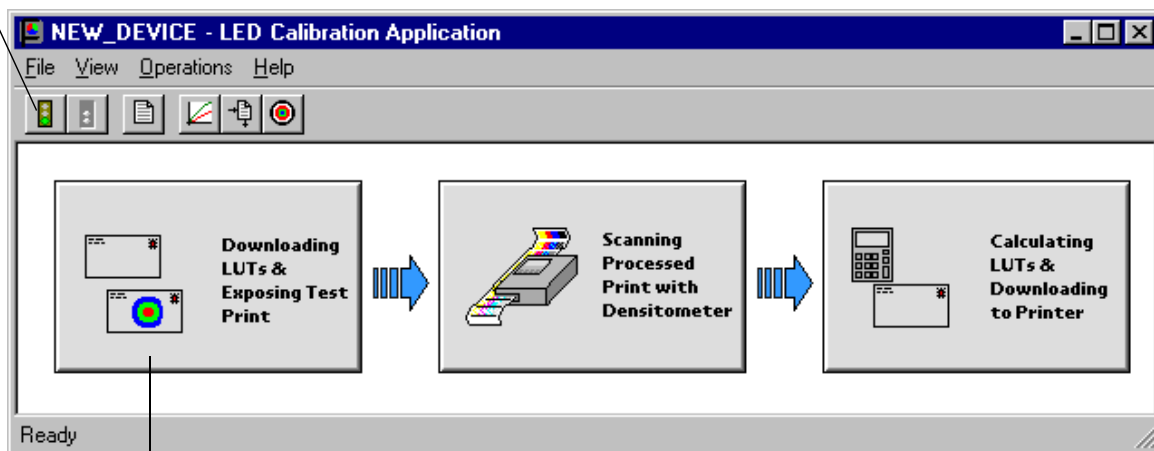 NEW_DEVICE - LED Calibration Application
File View Operations Help
Downloading
LUTs &
Exposing Test
Print
Scanning
Processed
Print with
Densitometer
Calculating
LUTs &
Downloading
to Printer
Ready